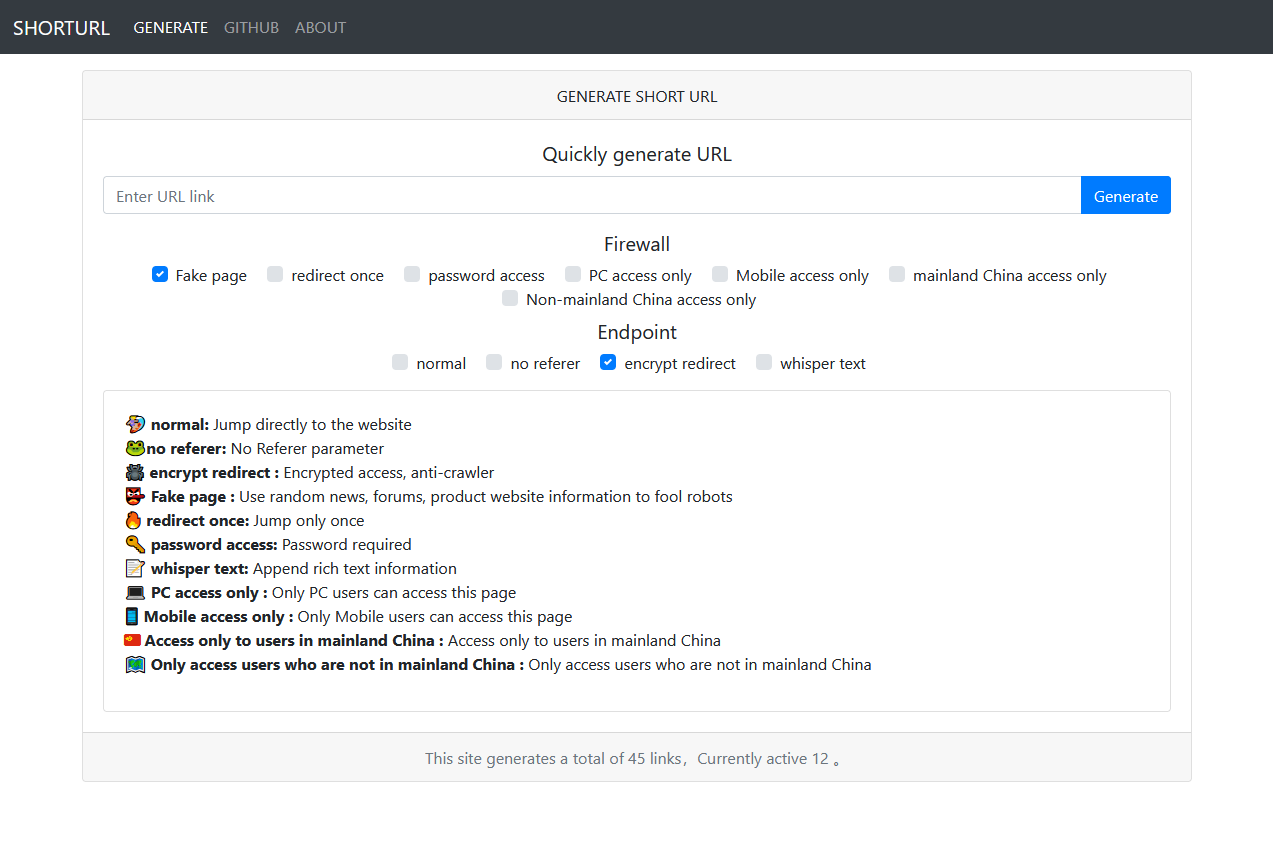 SHORTURL GENERATE GITHUB ABOUT
GENERATE SHORT URL
Quickly generate URL
Enter URL link Generate
Firewall
Fake page redirect once password access PC access only Mobile access only mainland China access only
Non-mainland China access only
Endpoint
normal no referer encrypt redirect whisper text
normal: Jump directly to the website
no referer: No Referer parameter
encrypt redirect : Encrypted access, anti-crawler
Fake page : Use random news, forums, product website information to fool robots
redirect once: Jump only once
password access: Password required
whisper text: Append rich text information
PC access only : Only PC users can access this page
Mobile access only : Only Mobile users can access this page
Access only to users in mainland China : Access only to users in mainland China
Only access users who are not in mainland China : Only access users who are not in mainland China
This site generates a total of 45 links，Currently active 12 。